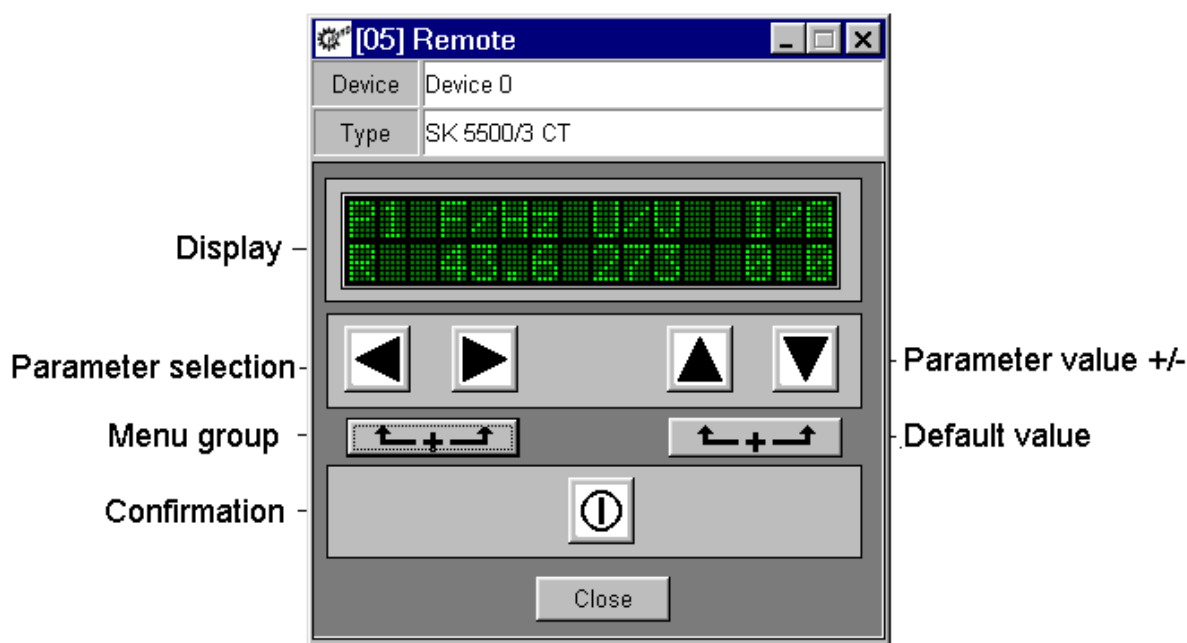 [05] Remote
Device Device 0
Type SK 5500/3 CT
P1 F/Hz U/V I/A
R 43.6 273 0.0
Display
Parameter selection
Parameter value +/-
Menu group
Default value
Confirmation
Close